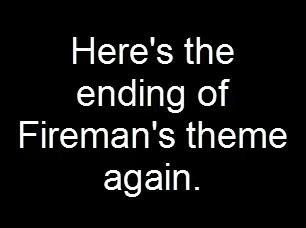 Here's the
ending of
Fireman's theme
again.